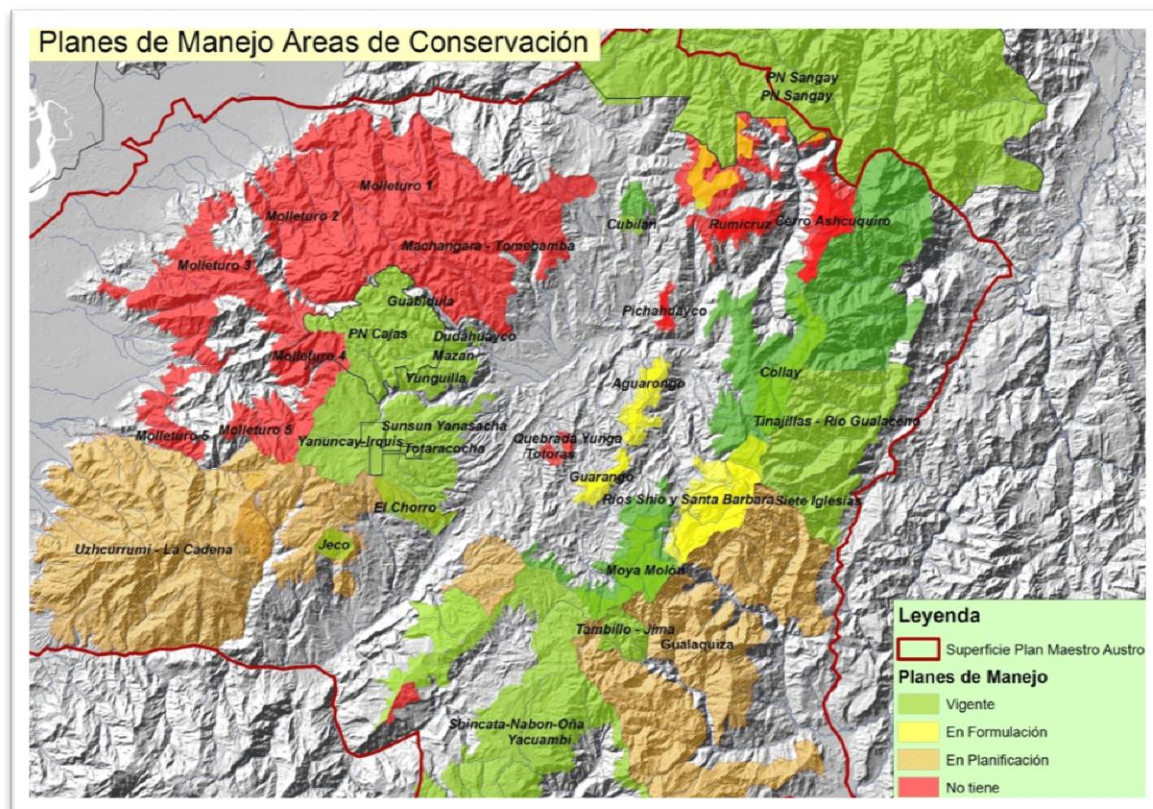 Planes de Manejo Áreas de Conservación
PN Sangay
PN Sangay
Molleturo 1
Molleturo 2
Cubilan
Rumicruz
Cerro Ashcuquiro
Machangara - Tomebamba
Molleturo 3
Guabidula
Pichahuayco
PN Cajas
Dudahuayco
Mazan
Molleturo 4
Yunguilla
Collay
Aguarongo
Tinajillas - Río Gualaceño
Sunsun Yanasacha
Molleturo 6
Molleturo 5
Yanuncay-Irquis
Totaracocha
Quebrada Yunga
Totoras
Guarango
Ríos Shio y Santa Barbara
Siete Iglesias
El Chorro
Uzhcurrumi - La Cadena
Jeco
Moya Molón
Tambillo - Jima
Gualaquiza
Shincata-Nabon-Oña
Yacuambi
Leyenda
Superficie Plan Maestro Austro
Planes de Manejo
Vigente
En Formulación
En Planificación
No tiene